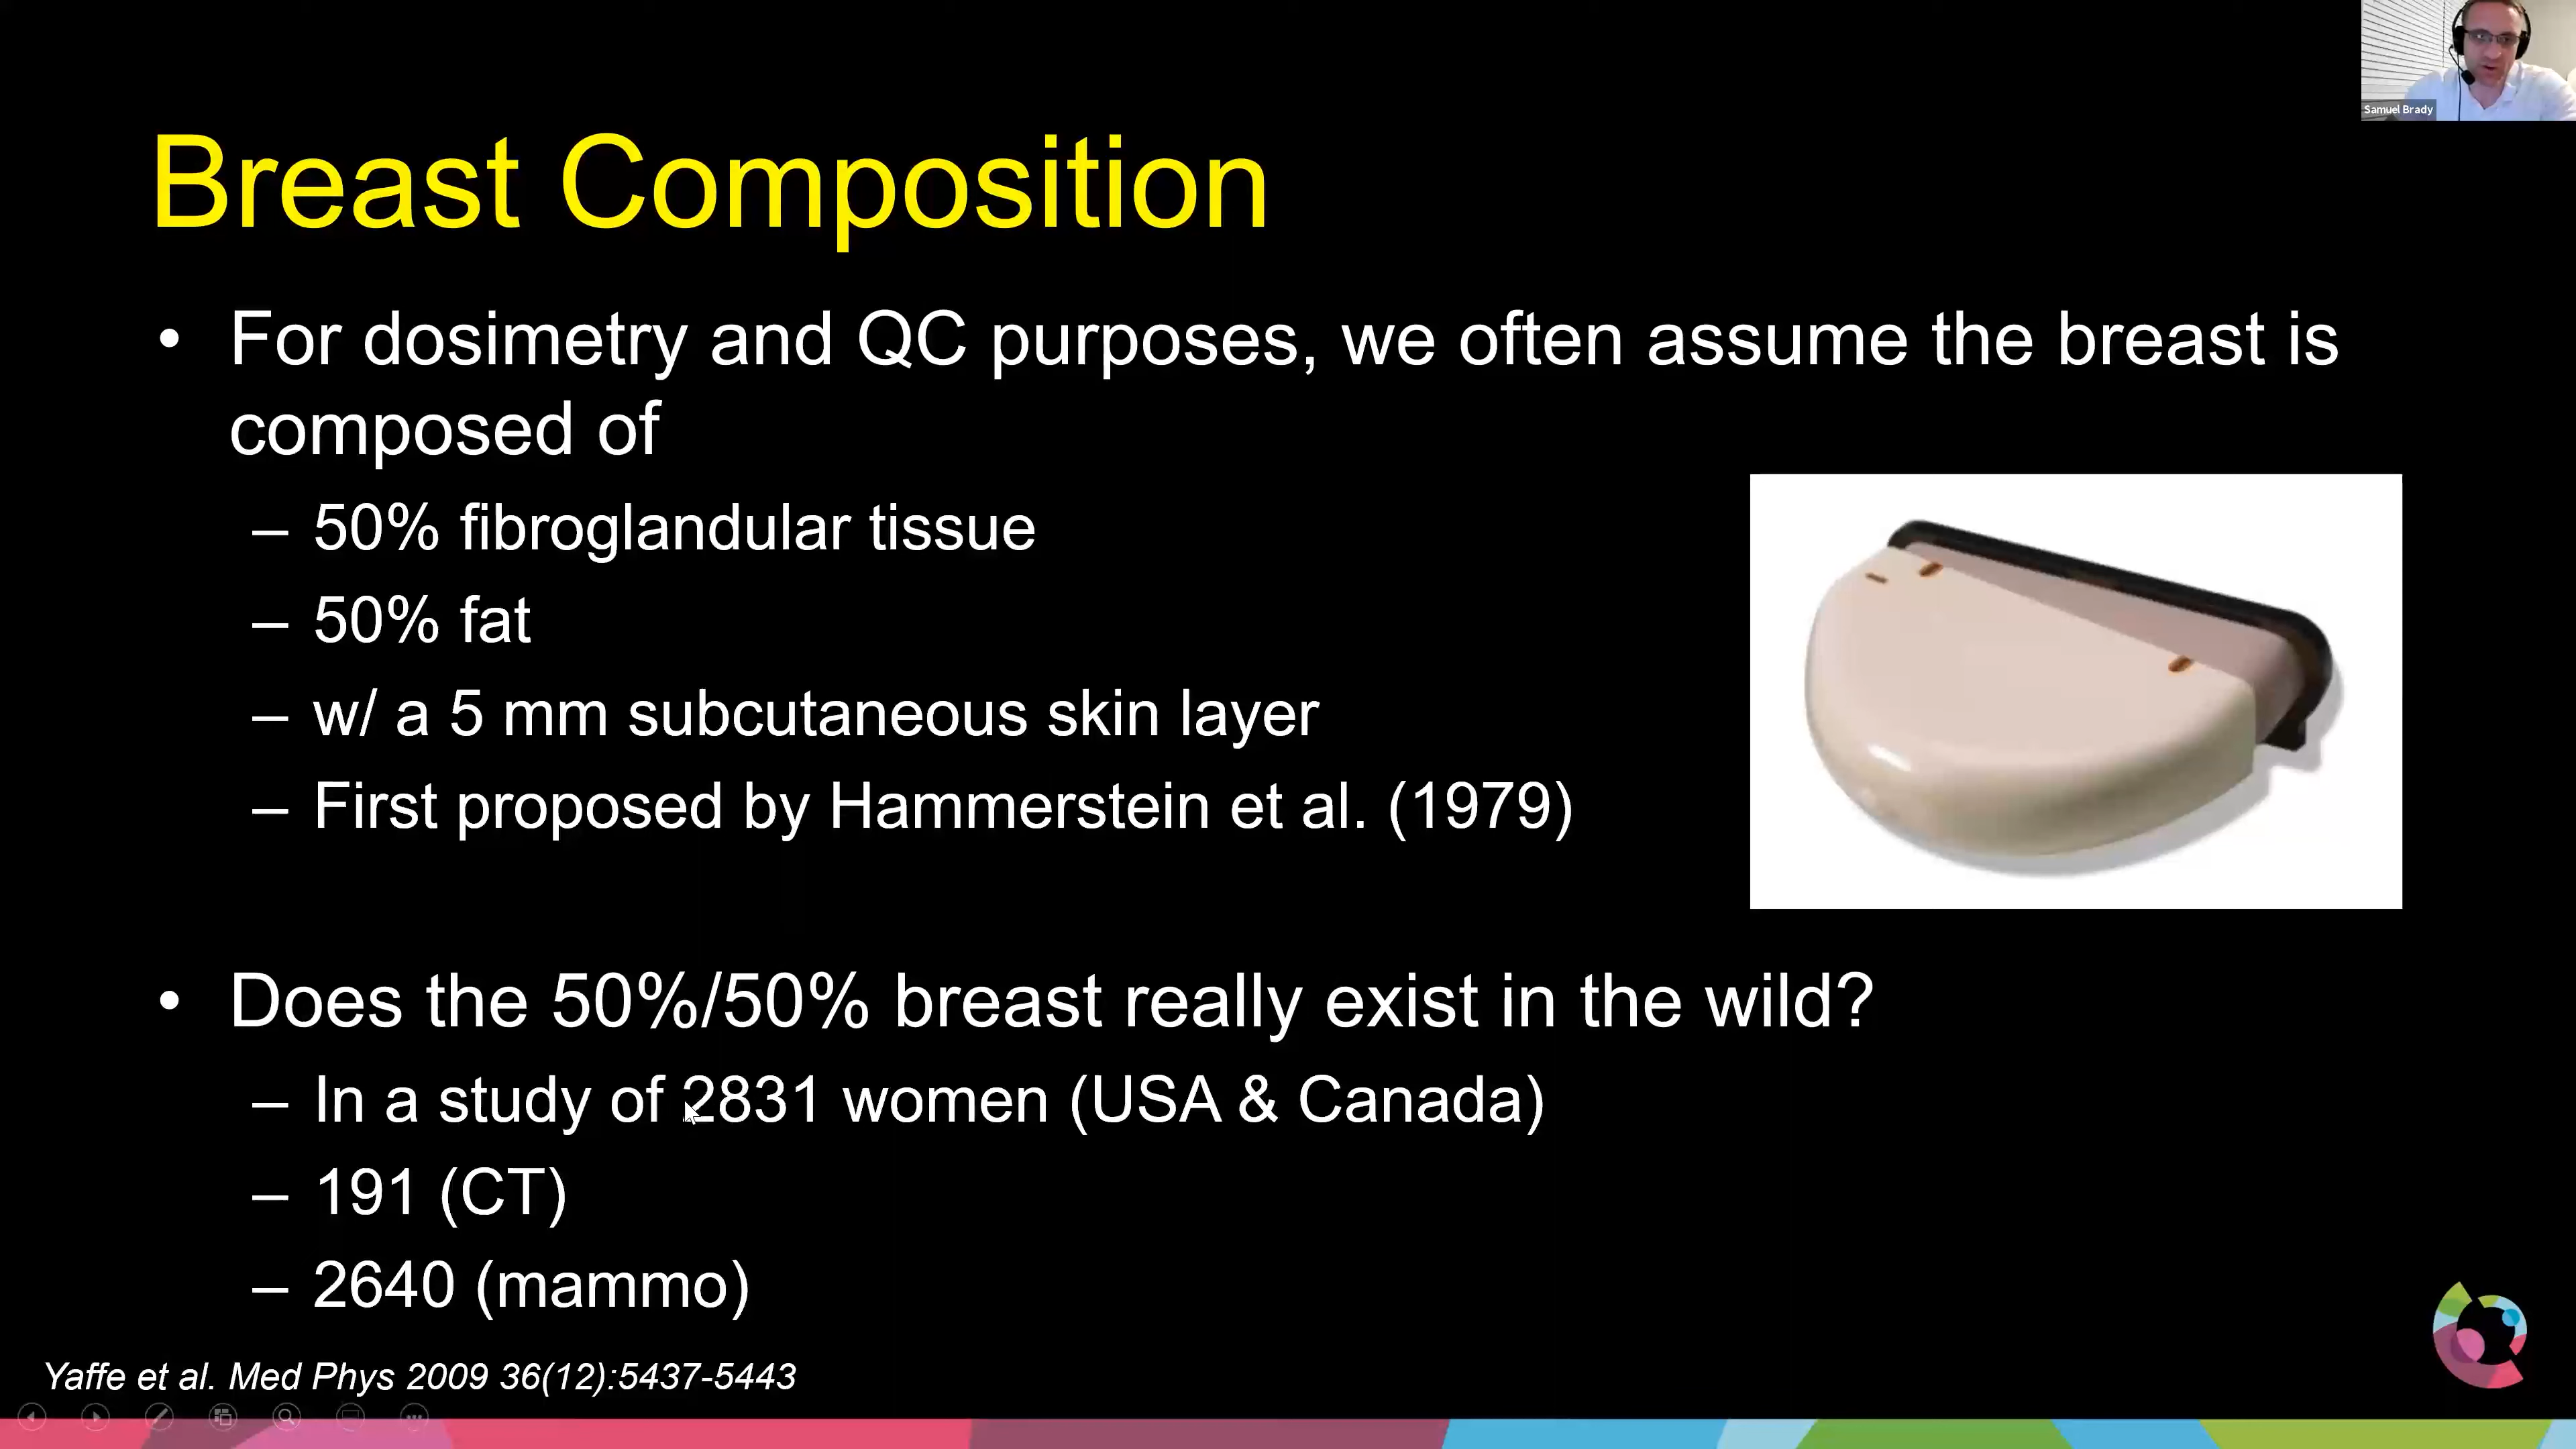 Samuel Brady
Breast Composition
• For dosimetry and QC purposes, we often assume the breast is
composed of
– 50% fibroglandular tissue
– 50% fat
– w/ a 5 mm subcutaneous skin layer
– First proposed by Hammerstein et al. (1979)
• Does the 50%/50% breast really exist in the wild?
– In a study of 2831 women (USA & Canada)
– 191 (CT)
– 2640 (mammo)
Yaffe et al. Med Phys 2009 36(12):5437-5443